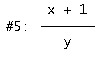 x + 1
#5: ———
y